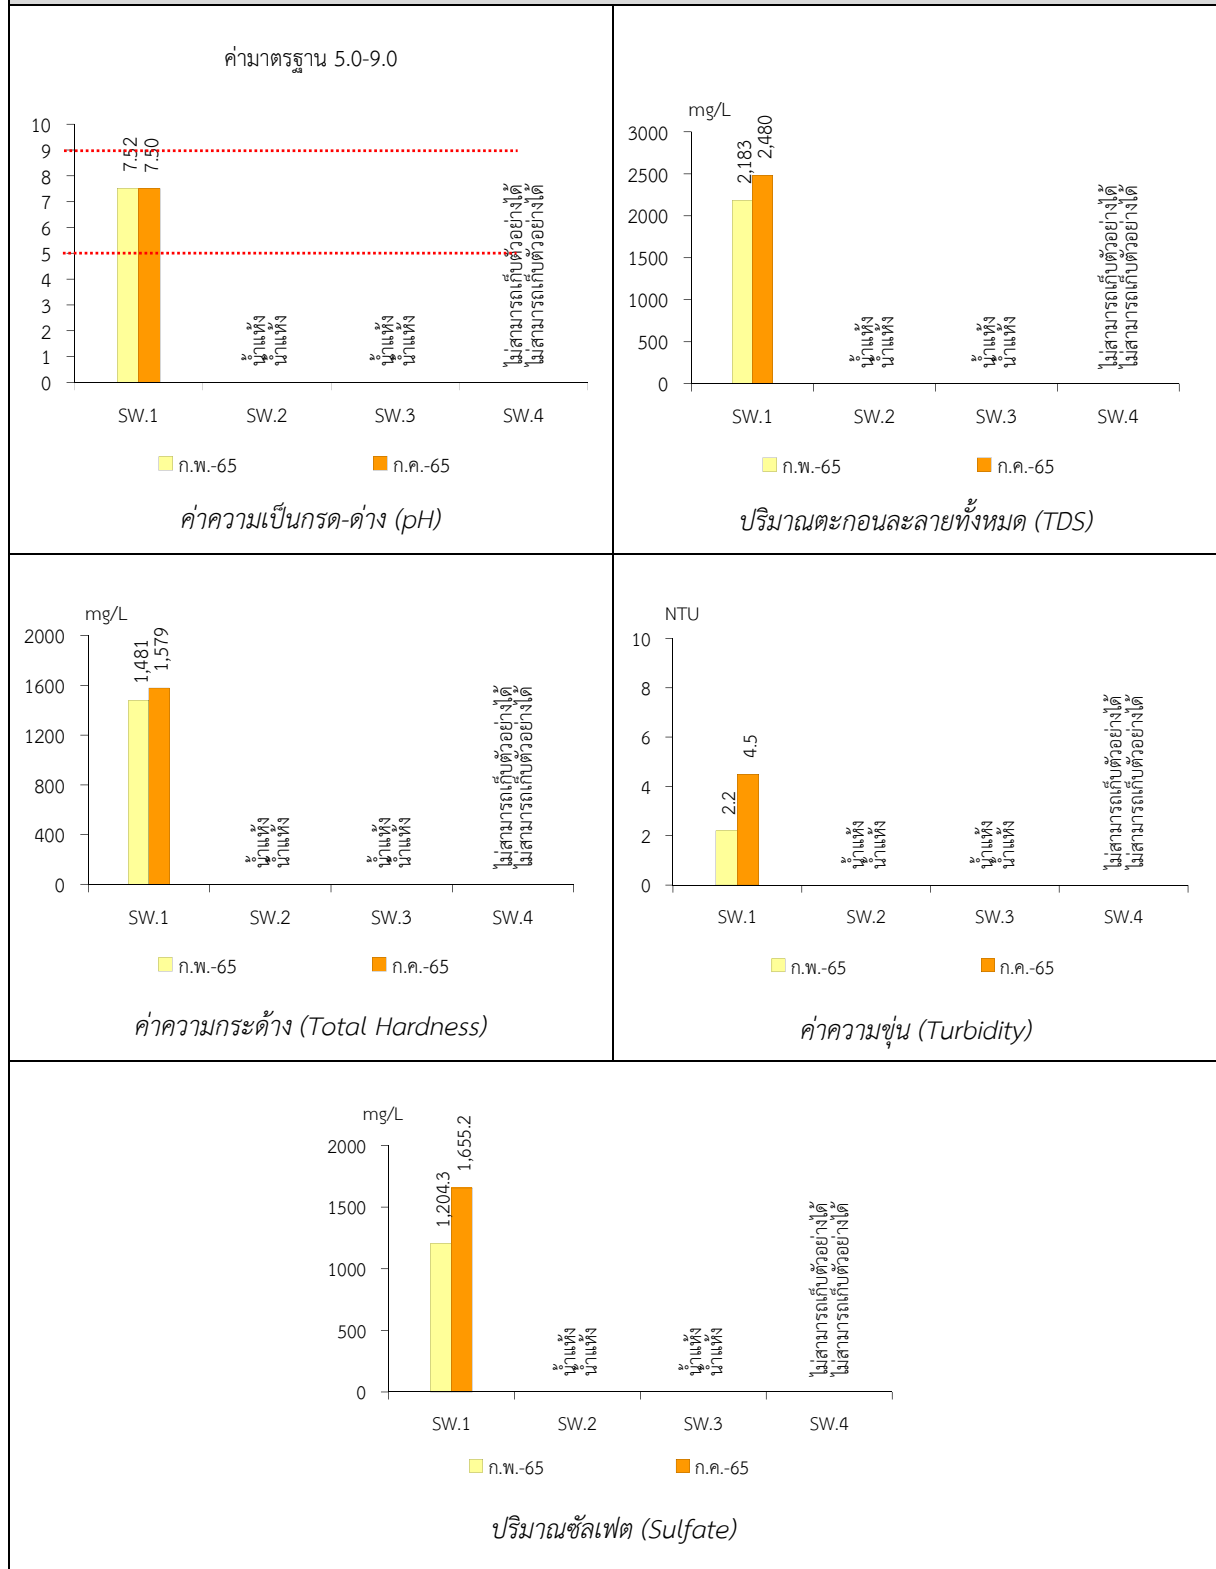 ค่ามาตรฐาน 5.0-9.0
10
9
8
7
6
5
4
3
2
1
0
7.52
7.50
น้ำแห้ง
น้ำแห้ง
น้ำแห้ง
น้ำแห้ง
ไม่สามารถเก็บตัวอย่างได้
ไม่สามารถเก็บตัวอย่างได้
SW.1 SW.2 SW.3 SW.4
ก.พ.-65 ก.ค.-65
ค่าความเป็นกรด-ด่าง (pH)
mg/L
3000
2500
2000
1500
1000
500
0
2,183
2,480
น้ำแห้ง
น้ำแห้ง
น้ำแห้ง
น้ำแห้ง
ไม่สามารถเก็บตัวอย่างได้
ไม่สามารถเก็บตัวอย่างได้
SW.1 SW.2 SW.3 SW.4
ก.พ.-65 ก.ค.-65
ปริมาณตะกอนละลายทั้งหมด (TDS)
mg/L
2000
1600
1200
800
400
0
1,481
1,579
น้ำแห้ง
น้ำแห้ง
น้ำแห้ง
น้ำแห้ง
ไม่สามารถเก็บตัวอย่างได้
ไม่สามารถเก็บตัวอย่างได้
SW.1 SW.2 SW.3 SW.4
ก.พ.-65 ก.ค.-65
ค่าความกระด้าง (Total Hardness)
NTU
10
8
6
4
2
0
2.2
4.5
น้ำแห้ง
น้ำแห้ง
น้ำแห้ง
น้ำแห้ง
ไม่สามารถเก็บตัวอย่างได้
ไม่สามารถเก็บตัวอย่างได้
SW.1 SW.2 SW.3 SW.4
ก.พ.-65 ก.ค.-65
ค่าความขุ่น (Turbidity)
mg/L
2000
1500
1000
500
0
1,204.3
1,655.2
น้ำแห้ง
น้ำแห้ง
น้ำแห้ง
น้ำแห้ง
ไม่สามารถเก็บตัวอย่างได้
ไม่สามารถเก็บตัวอย่างได้
SW.1 SW.2 SW.3 SW.4
ก.พ.-65 ก.ค.-65
ปริมาณซัลเฟต (Sulfate)